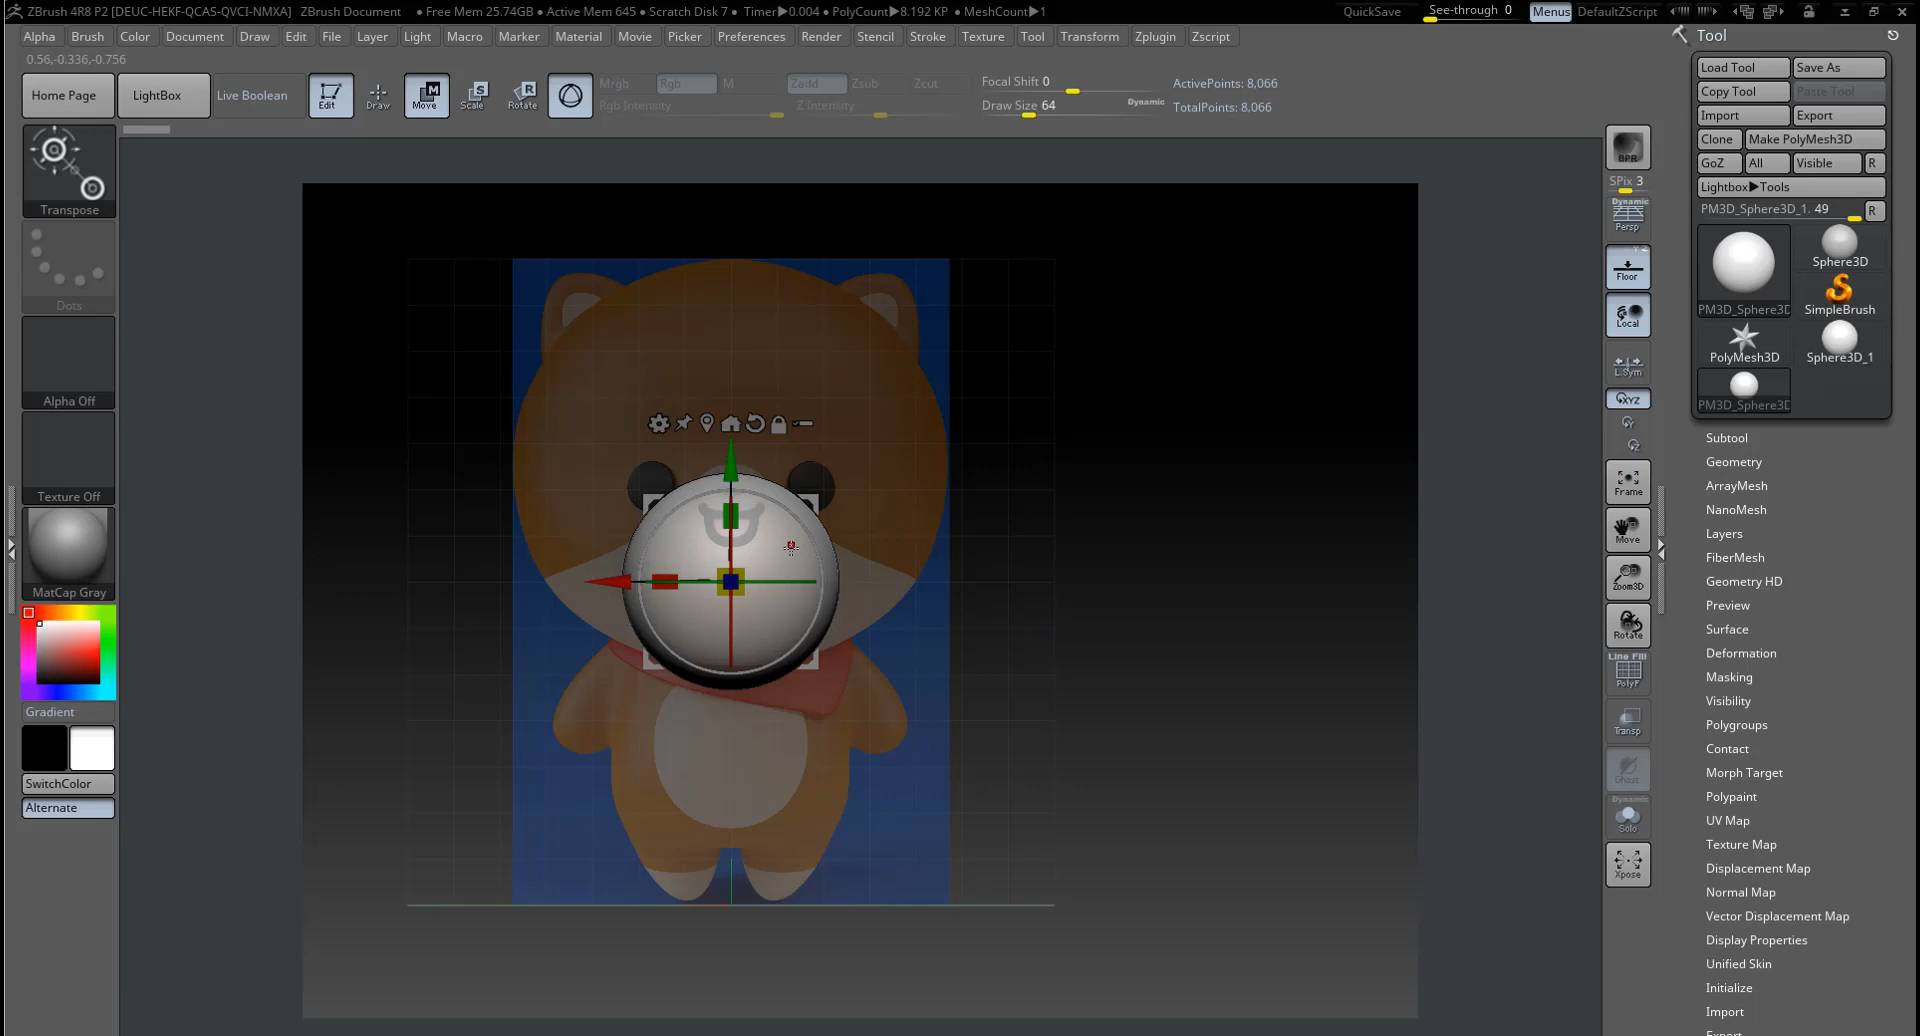 ZBrush 4R8 P2 [DEUC-HEKF-QCAS-QVCI-NMXA] ZBrush Document • Free Mem 25.74GB • Active Mem 645 • Scratch Disk 7 • Timer▶0.004 • PolyCount▶8.192 KP • MeshCount▶1 QuickSave See-through 0 Menus DefaultZScript
Alpha Brush Color Document Draw Edit File Layer Light Macro Marker Material Movie Picker Preferences Render Stencil Stroke Texture Tool Transform Zplugin Zscript
0.56,-0.336,-0.756
Home Page LightBox Live Boolean Edit Draw Move Scale Rotate
Mrgb Rgb M Zadd Zsub Zcut
Rgb Intensity Z Intensity
Focal Shift 0
Draw Size 64 Dynamic
ActivePoints: 8,066
TotalPoints: 8,066
Transpose
Dots
Alpha Off
Texture Off
MatCap Gray
Gradient
SwitchColor
Alternate
BPR
SPix 3
Dynamic
Persp
Floor
Local
L.Sym
XYZ
Frame
Move
Zoom3D
Rotate
Line Fill
PolyF
Transp
Ghost
Dynamic
Solo
Xpose
Tool
Load Tool Save As
Copy Tool Paste Tool
Import Export
Clone Make PolyMesh3D
GoZ All Visible R
Lightbox▶Tools
PM3D_Sphere3D_1. 49 R
Sphere3D
PM3D_Sphere3D SimpleBrush
PolyMesh3D Sphere3D_1
PM3D_Sphere3D
Subtool
Geometry
ArrayMesh
NanoMesh
Layers
FiberMesh
Geometry HD
Preview
Surface
Deformation
Masking
Visibility
Polygroups
Contact
Morph Target
Polypaint
UV Map
Texture Map
Displacement Map
Normal Map
Vector Displacement Map
Display Properties
Unified Skin
Initialize
Import
Export